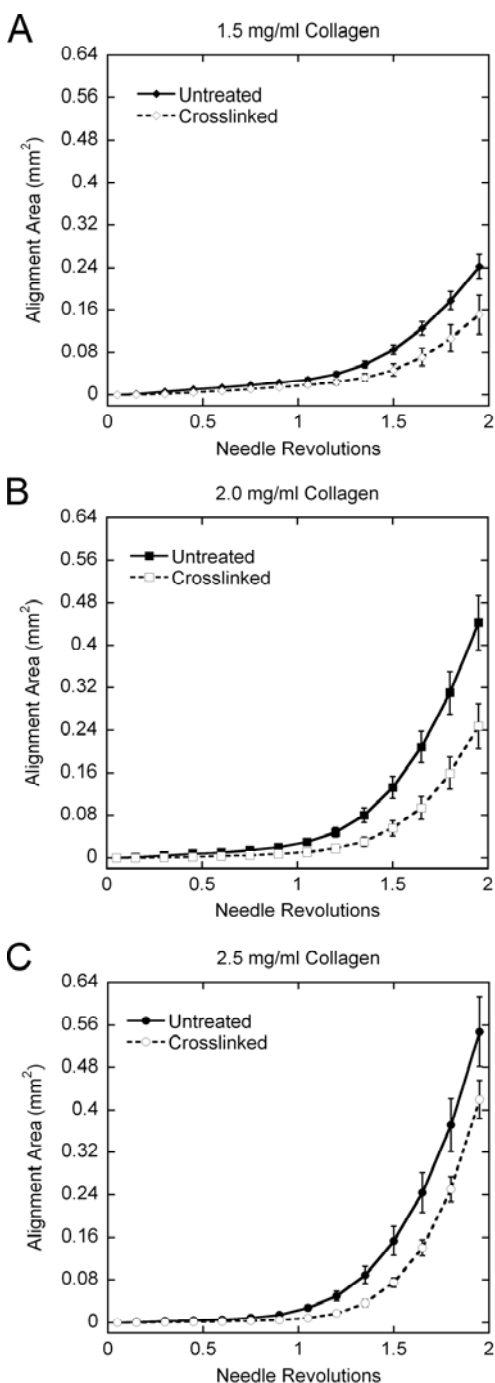 A
1.5 mg/ml Collagen
0.64
0.56
0.48
0.4
0.32
0.24
0.16
0.08
0
Alignment Area (mm²)
Untreated
Crosslinked
0 0.5 1 1.5 2
Needle Revolutions
B
2.0 mg/ml Collagen
0.64
0.56
0.48
0.4
0.32
0.24
0.16
0.08
0
Alignment Area (mm²)
Untreated
Crosslinked
0 0.5 1 1.5 2
Needle Revolutions
C
2.5 mg/ml Collagen
0.64
0.56
0.48
0.4
0.32
0.24
0.16
0.08
0
Alignment Area (mm²)
Untreated
Crosslinked
0 0.5 1 1.5 2
Needle Revolutions